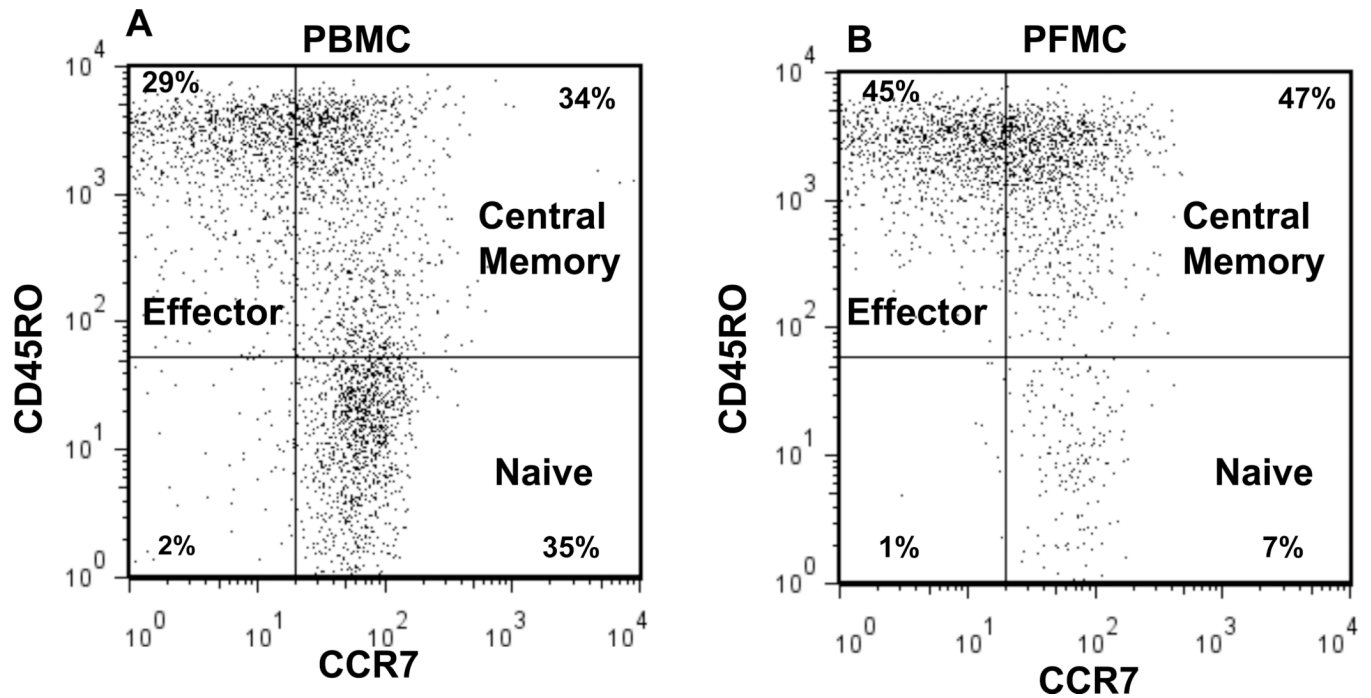 A
PBMC
29%
34%
Central
Memory
Effector
Naive
2%
35%
CD45RO
10^4
10^3
10^2
10^1
10^0
10^0
10^1
10^2
10^3
10^4
CCR7
B
PFMC
45%
47%
Central
Memory
Effector
Naive
1%
7%
CD45RO
10^4
10^3
10^2
10^1
10^0
10^0
10^1
10^2
10^3
10^4
CCR7